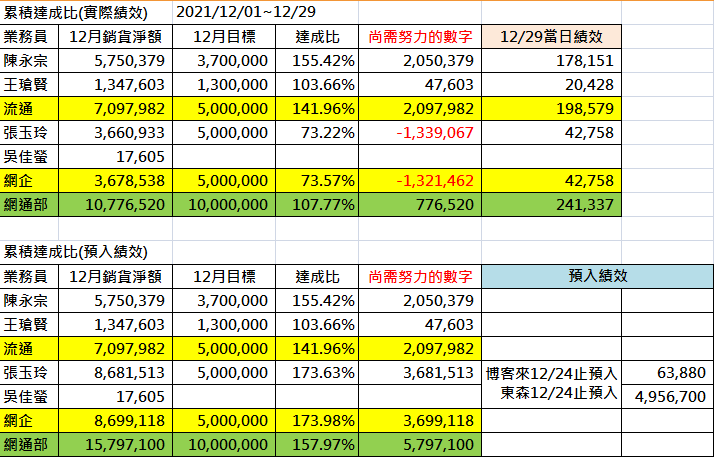 累積達成比(實際績效) 2021/12/01~12/29
業務員 12月銷貨淨額 12月目標 達成比 尚需努力的數字 12/29當日績效
陳永宗 5,750,379 3,700,000 155.42% 2,050,379 178,151
王瑲賢 1,347,603 1,300,000 103.66% 47,603 20,428
流通 7,097,982 5,000,000 141.96% 2,097,982 198,579
張玉玲 3,660,933 5,000,000 73.22% -1,339,067 42,758
吳佳螢 17,605
網企 3,678,538 5,000,000 73.57% -1,321,462 42,758
網通部 10,776,520 10,000,000 107.77% 776,520 241,337
累積達成比(預入績效)
業務員 12月銷貨淨額 12月目標 達成比 尚需努力的數字 預入績效
陳永宗 5,750,379 3,700,000 155.42% 2,050,379
王瑲賢 1,347,603 1,300,000 103.66% 47,603
流通 7,097,982 5,000,000 141.96% 2,097,982
張玉玲 8,681,513 5,000,000 173.63% 3,681,513 博客來12/24止預入 63,880
吳佳螢 17,605 東森12/24止預入 4,956,700
網企 8,699,118 5,000,000 173.98% 3,699,118
網通部 15,797,100 10,000,000 157.97% 5,797,100